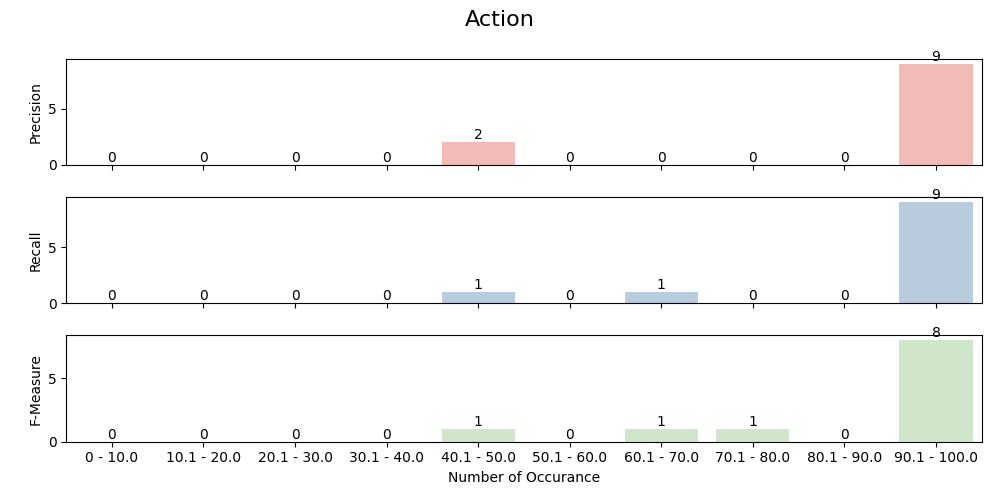 Action
Precision
5
0
0 0 0 0 2 0 0 0 0 9
Recall
5
0
0 0 0 0 1 0 1 0 0 9
F-Measure
5
0
0 0 0 0 1 0 1 1 0 8
0 - 10.0 10.1 - 20.0 20.1 - 30.0 30.1 - 40.0 40.1 - 50.0 50.1 - 60.0 60.1 - 70.0 70.1 - 80.0 80.1 - 90.0 90.1 - 100.0
Number of Occurance